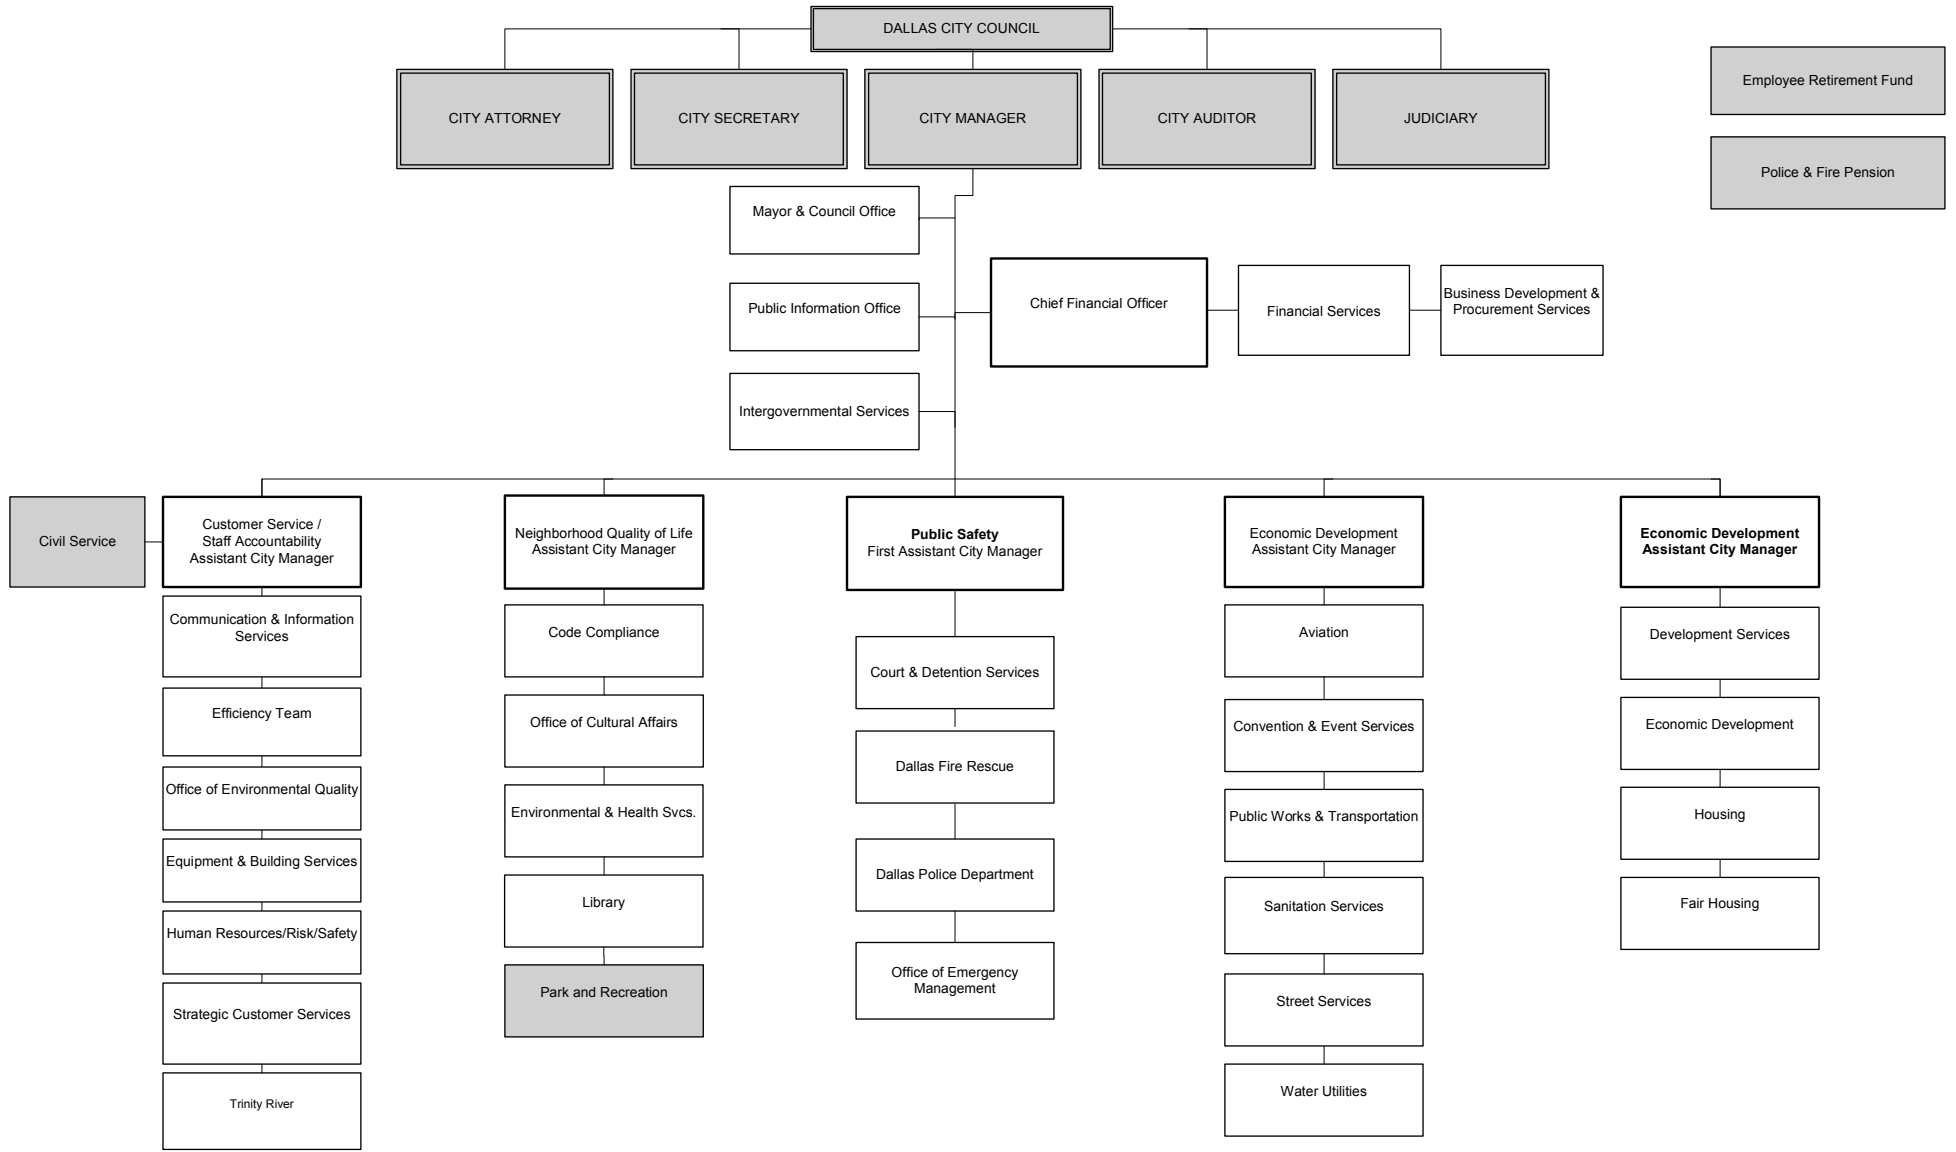 DALLAS CITY COUNCIL
CITY ATTORNEY
CITY SECRETARY
CITY MANAGER
CITY AUDITOR
JUDICIARY
Employee Retirement Fund
Police & Fire Pension
Mayor & Council Office
Public Information Office
Intergovernmental Services
Chief Financial Officer
Financial Services
Business Development &
Procurement Services
Civil Service
Customer Service /
Staff Accountability
Assistant City Manager
Communication & Information
Services
Efficiency Team
Office of Environmental Quality
Equipment & Building Services
Human Resources/Risk/Safety
Strategic Customer Services
Trinity River
Neighborhood Quality of Life
Assistant City Manager
Code Compliance
Office of Cultural Affairs
Environmental & Health Svcs.
Library
Park and Recreation
Public Safety
First Assistant City Manager
Court & Detention Services
Dallas Fire Rescue
Dallas Police Department
Office of Emergency
Management
Economic Development
Assistant City Manager
Aviation
Convention & Event Services
Public Works & Transportation
Sanitation Services
Street Services
Water Utilities
Economic Development
Assistant City Manager
Development Services
Economic Development
Housing
Fair Housing